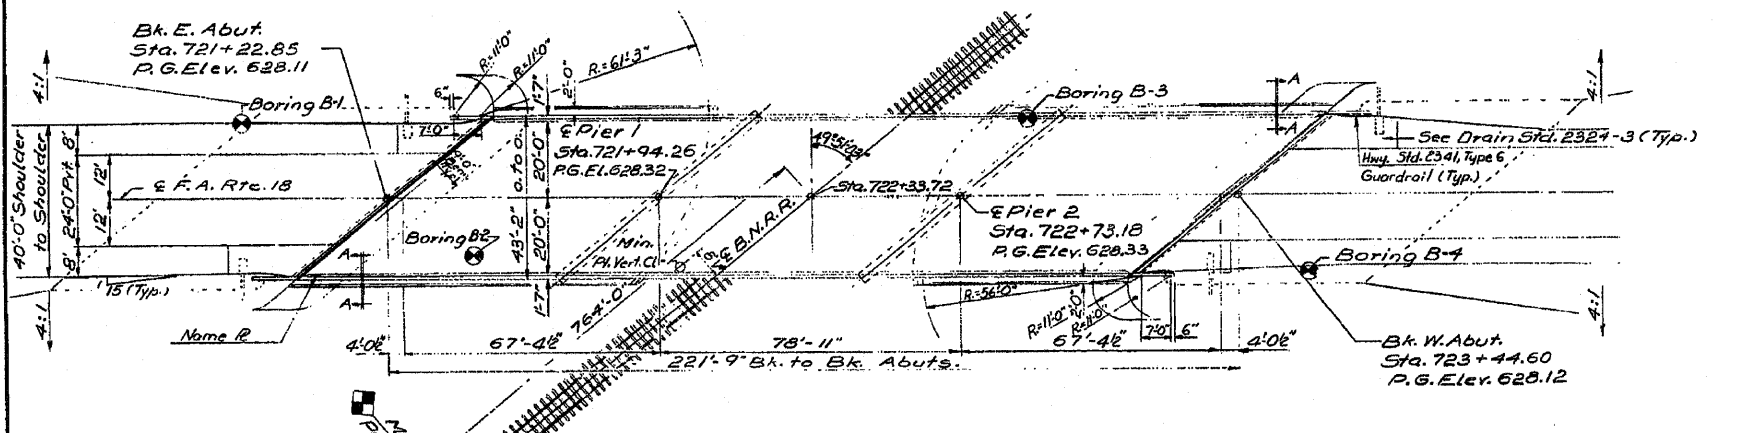 Bk. E. Abut.
Sta. 721+22.85
P.G. Elev. 628.11
R=11'-0"
R=11'-0"
R=61'-3"
2'-0"
1'-7"
6"
7'-0"
4:1
Boring B-1
Boring B-3
A
A
4:1
See Drain Std. 2324-3 (Typ.)
Hwy. Std. 2341, Type 6
Guardrail (Typ.)
40'-0" Shoulder
to Shoulder
8'
24'-0" Pvt.
8'
12'
12'
℄ F.A. Rte. 18
℄ Pier 1
Sta. 721+94.26
P.G. El. 628.32
o. to o.
43'-2"
20'-0"
20'-0"
Sta. 722+33.72
℄ B.N.R.R.
℄ Pier 2
Sta. 722+73.18
P.G. Elev. 628.33
Boring B-2
Min.
Vert. Cl.
Boring B-4
A
A
15 (Typ.)
4:1
Name ℞
1'-7"
764'-0"
R=56'-0"
R=11'-0"
R=11'-0"
7'-0"
6"
4:1
4'-0½"
67'-4½"
78'-11"
67'-4½"
4'-0½"
221'-9" Bk. to Bk. Abuts.
Bk. W. Abut.
Sta. 723+44.60
P.G. Elev. 628.12